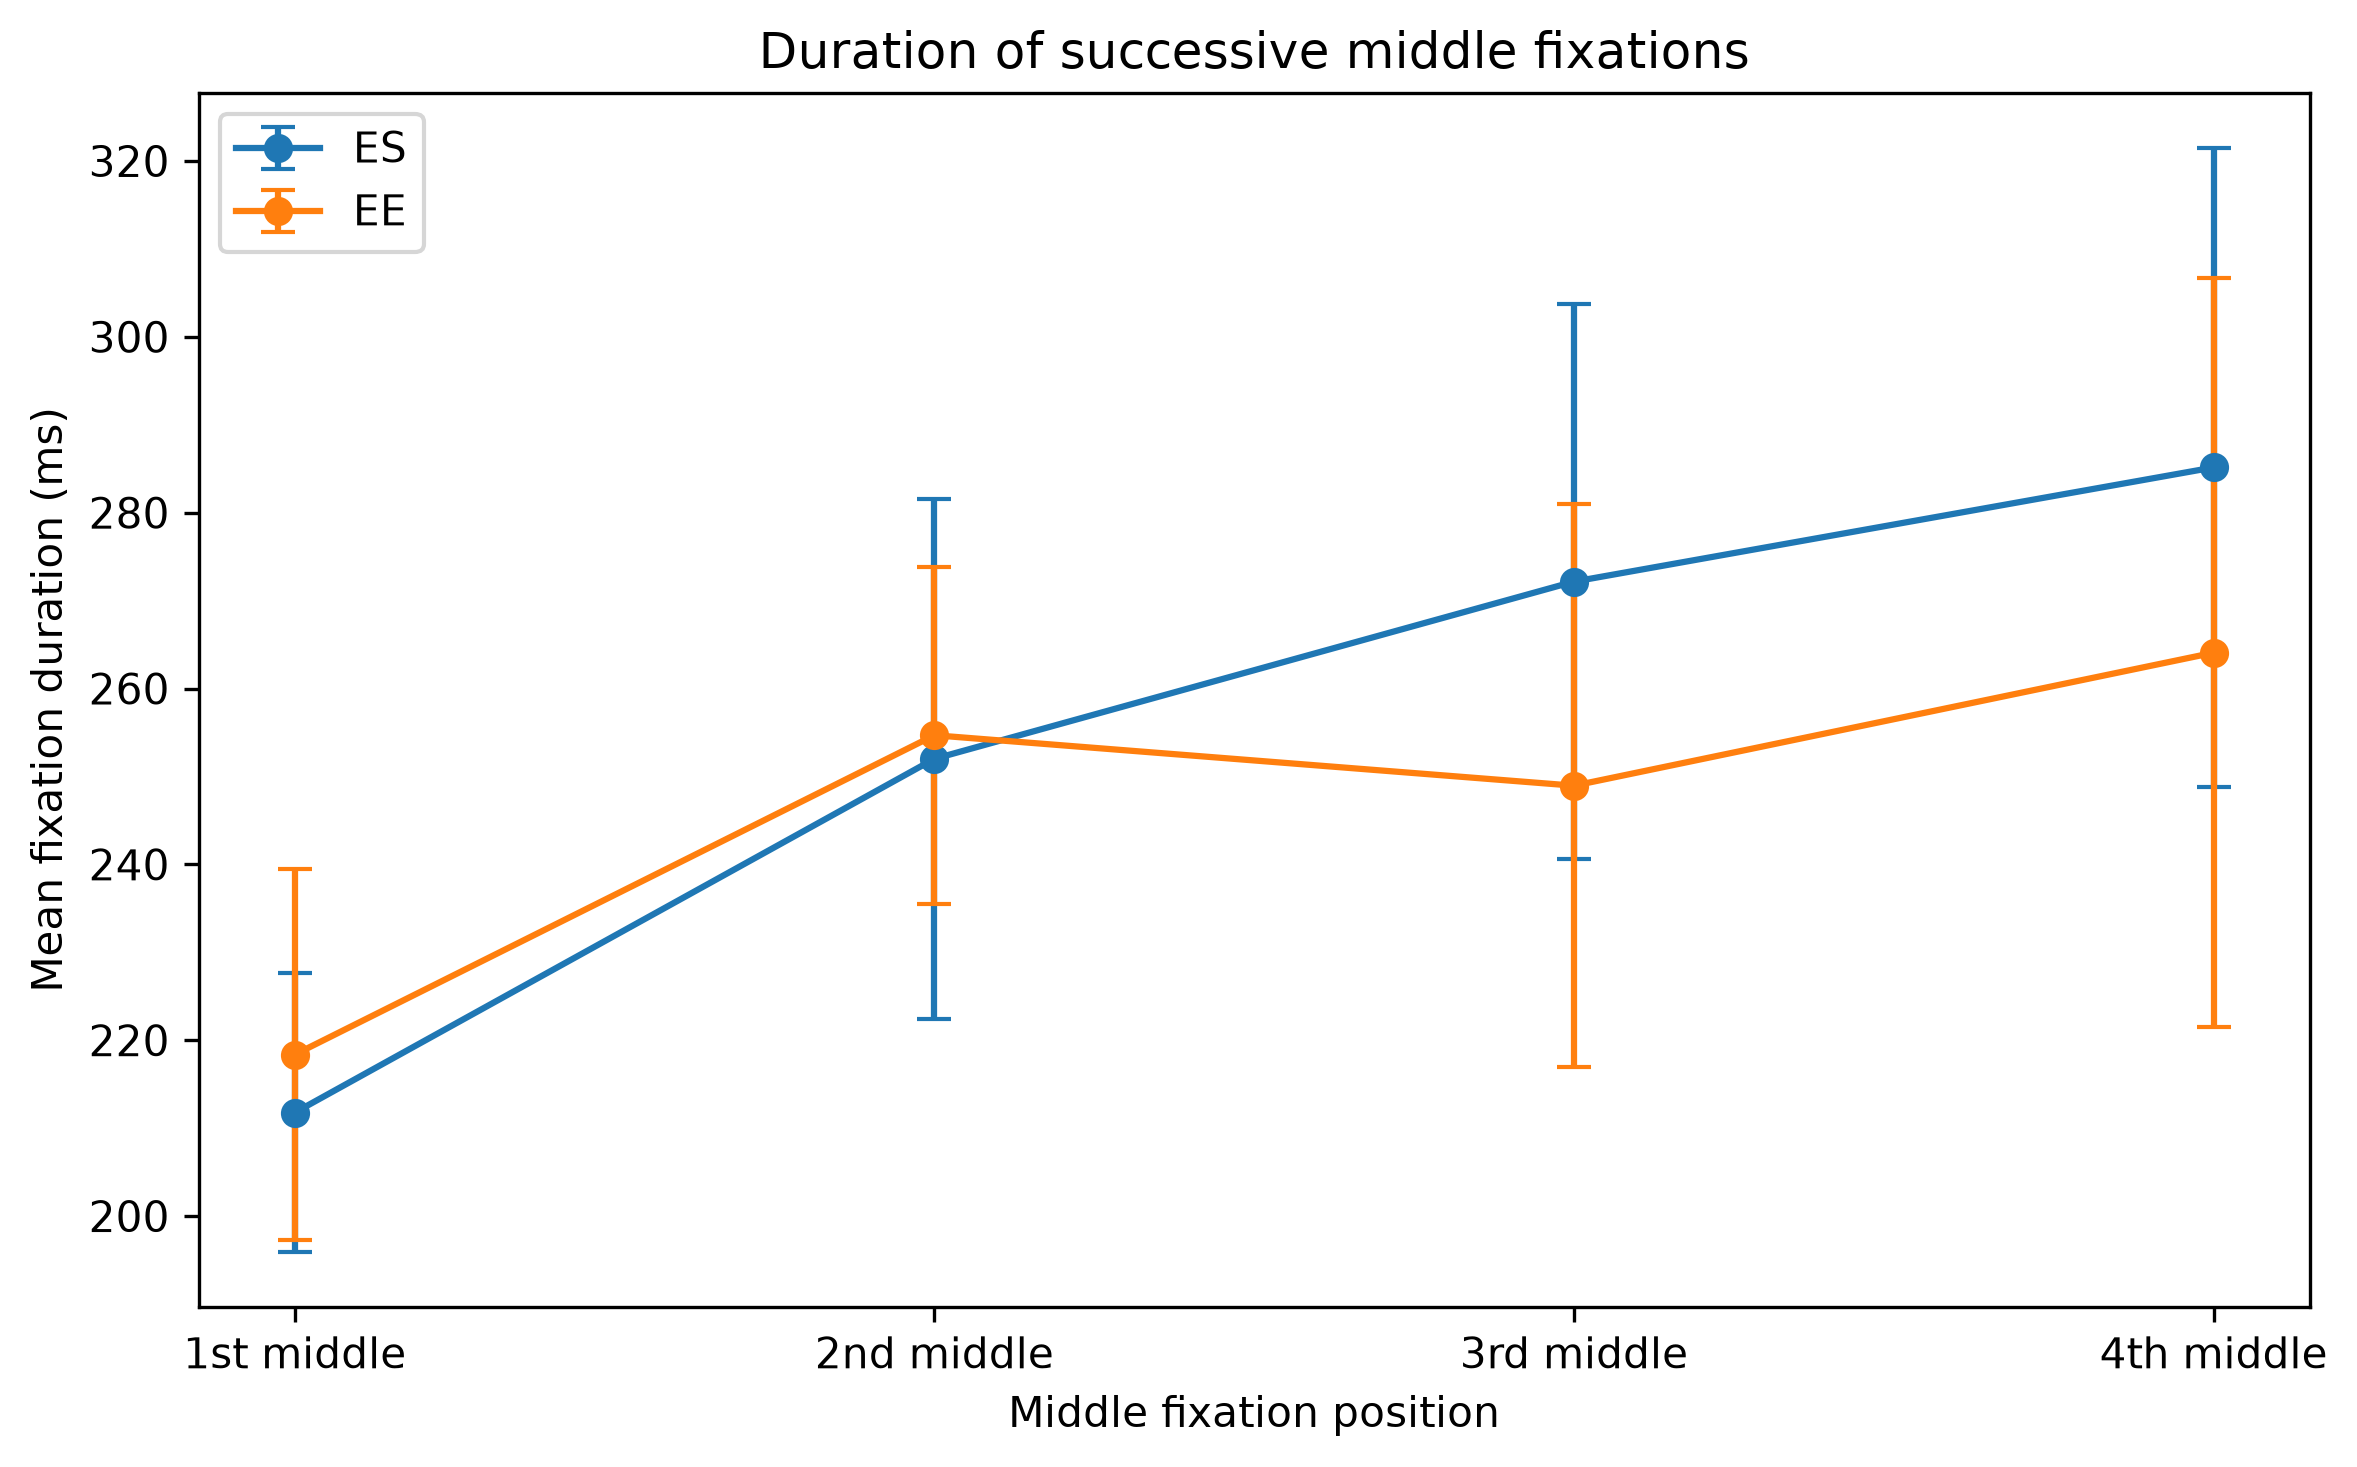 Duration of successive middle fixations
ES
EE
320
300
280
260
240
220
200
Mean fixation duration (ms)
1st middle
2nd middle
3rd middle
4th middle
Middle fixation position